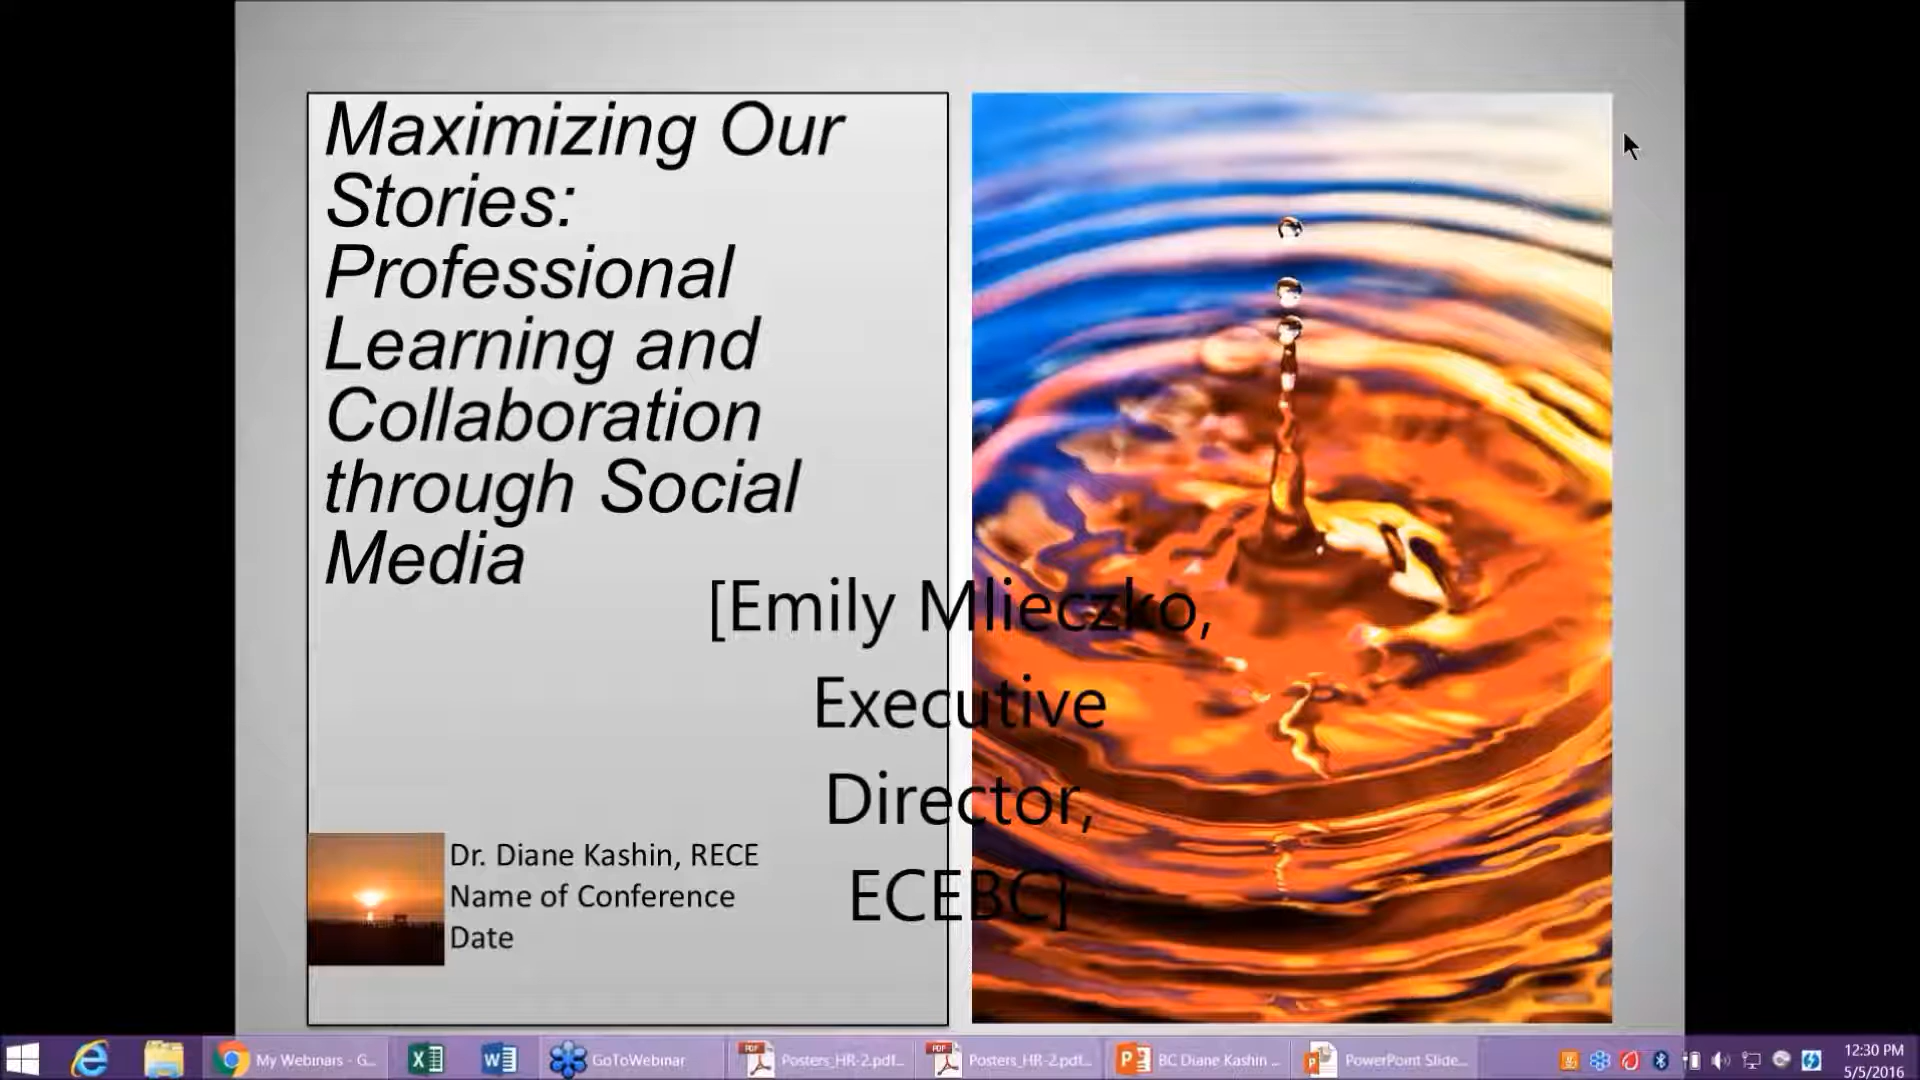 Maximizing Our
Stories:
Professional
Learning and
Collaboration
through Social
Media
[Emily Mlieczko,
Executive
Director,
ECEBC]
Dr. Diane Kashin, RECE
Name of Conference
Date
My Webinars - G...
GoToWebinar
PDF
Posters_HR-2.pdf...
PDF
Posters_HR-2.pdf...
BC Diane Kashin ...
PowerPoint Slide...
12:30 PM
5/5/2016